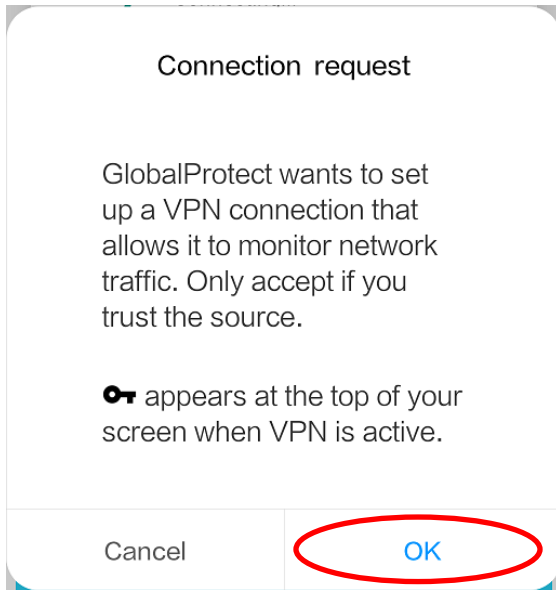 Connection request
GlobalProtect wants to set
up a VPN connection that
allows it to monitor network
traffic. Only accept if you
trust the source.
appears at the top of your
screen when VPN is active.
Cancel
OK